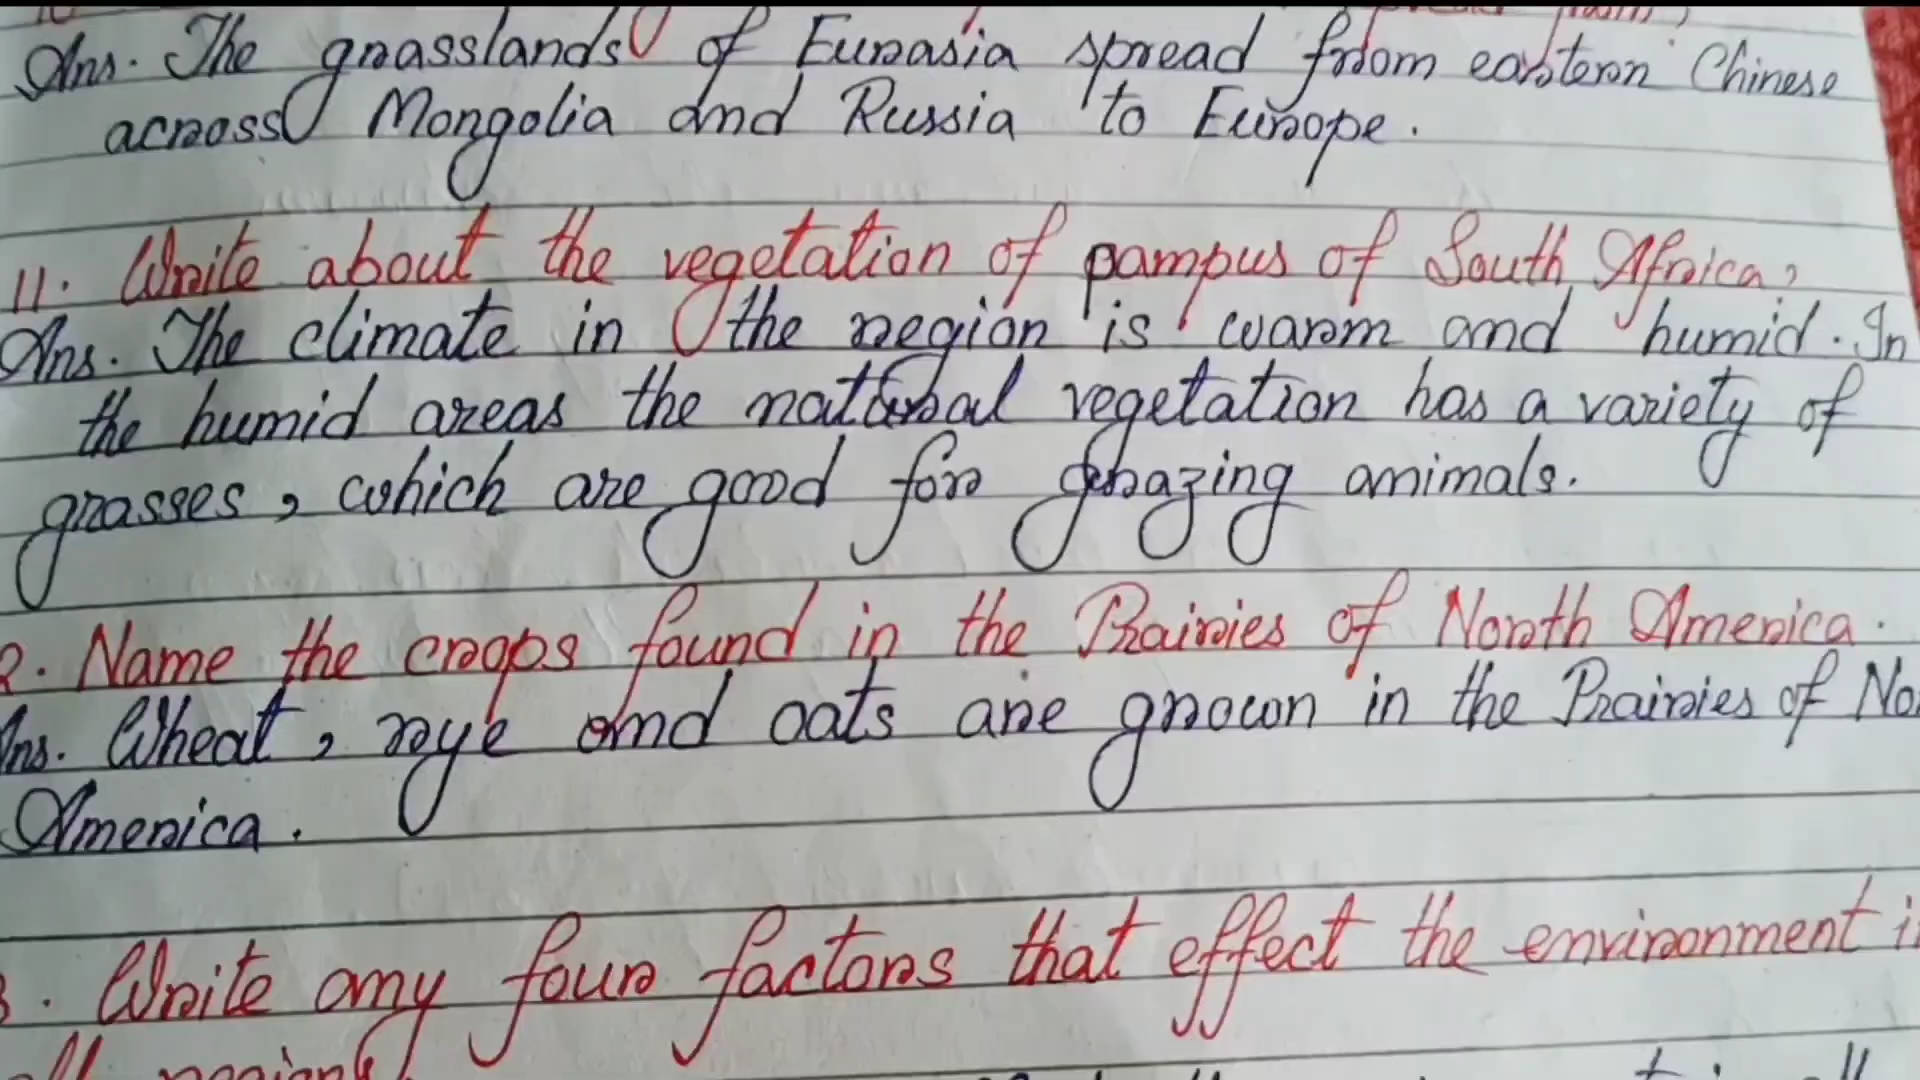 Ans. The grasslands of Eurasia spread from eastern Chinese
across Mongolia and Russia to Europe.
11. Write about the vegetation of pampus of South Africa,
Ans. The climate in the region is warm and humid. In
the humid areas the natural vegetation has a variety of
grasses, which are good for grazing animals.
2. Name the crops found in the Prairies of North America.
Ans. Wheat, rye and oats are grown in the Prairies of No
America.
3. Write any four factors that effect the environment i